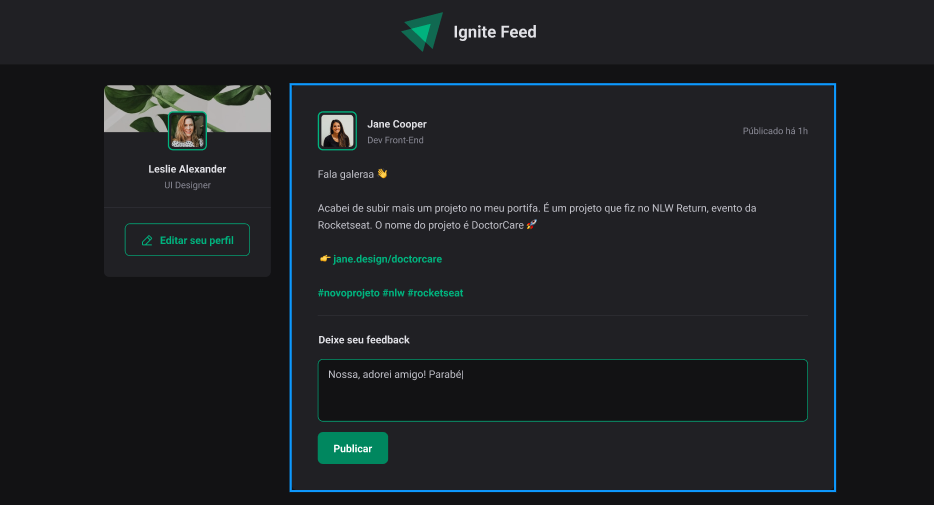 Ignite Feed
Leslie Alexander
UI Designer
Editar seu perfil
Jane Cooper
Dev Front-End
Públicado há 1h
Fala galeraa 👋
Acabei de subir mais um projeto no meu portifa. É um projeto que fiz no NLW Return, evento da
Rocketseat. O nome do projeto é DoctorCare 🚀
👉 jane.design/doctorcare
#novoprojeto #nlw #rocketseat
Deixe seu feedback
Nossa, adorei amigo! Parabé
Publicar